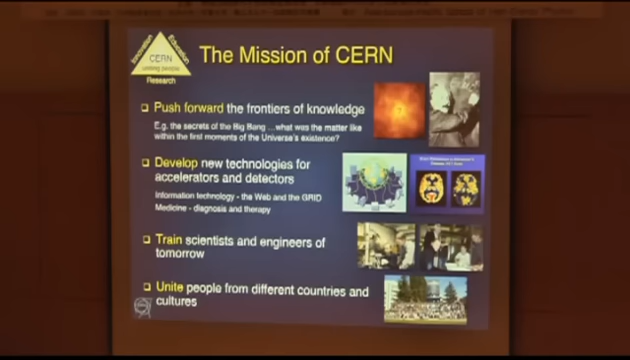 The Mission of CERN
Innovation
Education
CERN
uniting people
Research
Push forward the frontiers of knowledge
E.g. the secrets of the Big Bang ...what was the matter like
within the first moments of the Universe's existence?
Develop new technologies for
accelerators and detectors
Information technology - the Web and the GRID
Medicine - diagnosis and therapy
Train scientists and engineers of
tomorrow
Unite people from different countries and
cultures